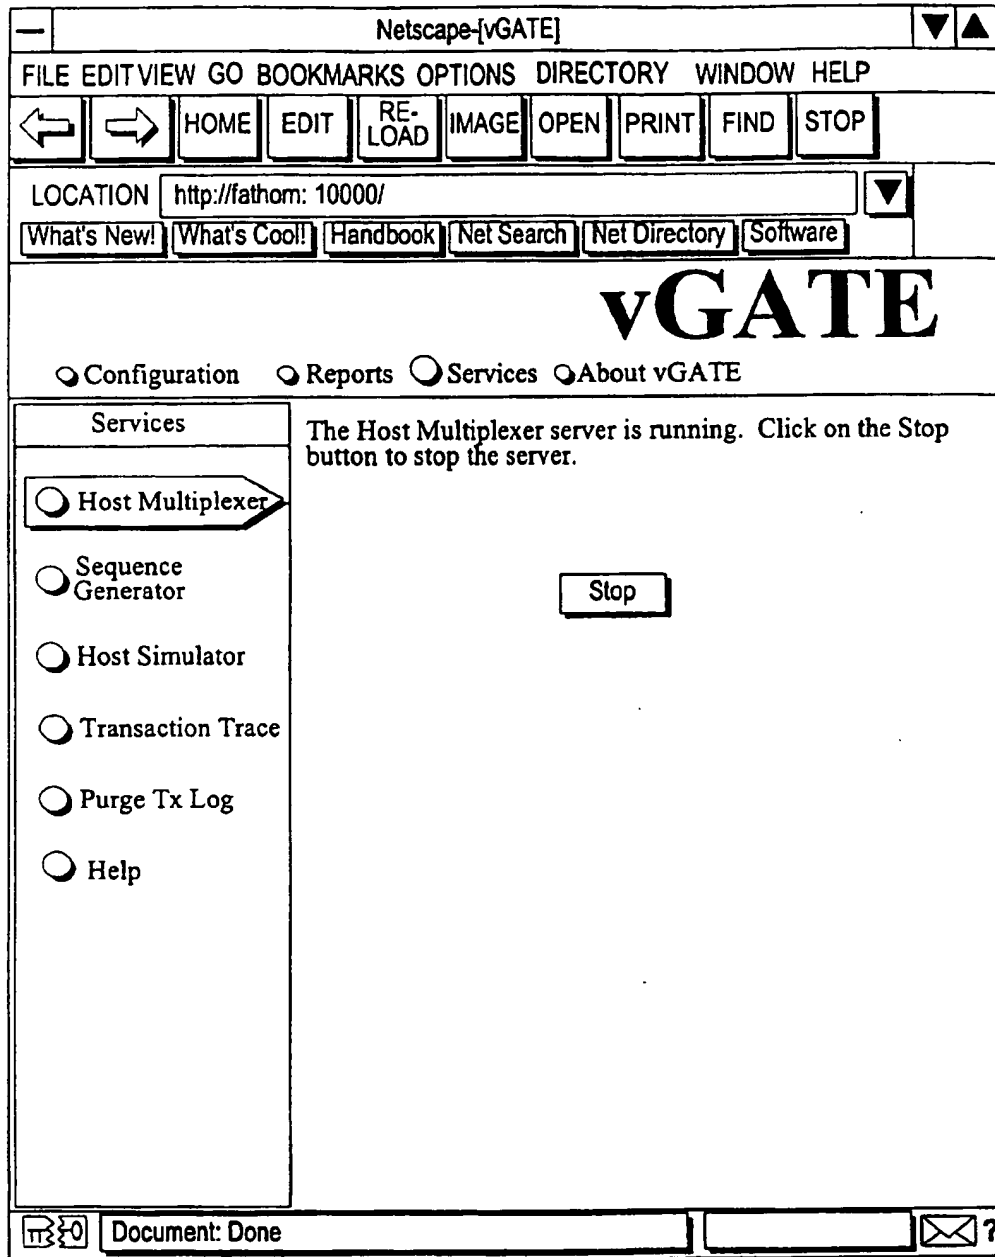 Netscape-[vGATE]
FILE EDIT VIEW GO BOOKMARKS OPTIONS DIRECTORY WINDOW HELP
HOME EDIT RE-LOAD IMAGE OPEN PRINT FIND STOP
LOCATION http://fathom: 10000/
What's New! What's Cool! Handbook Net Search Net Directory Software
vGATE
Configuration Reports Services About vGATE
Services
Host Multiplexer
Sequence
Generator
Host Simulator
Transaction Trace
Purge Tx Log
Help
The Host Multiplexer server is running. Click on the Stop
button to stop the server.
Stop
Document: Done
?